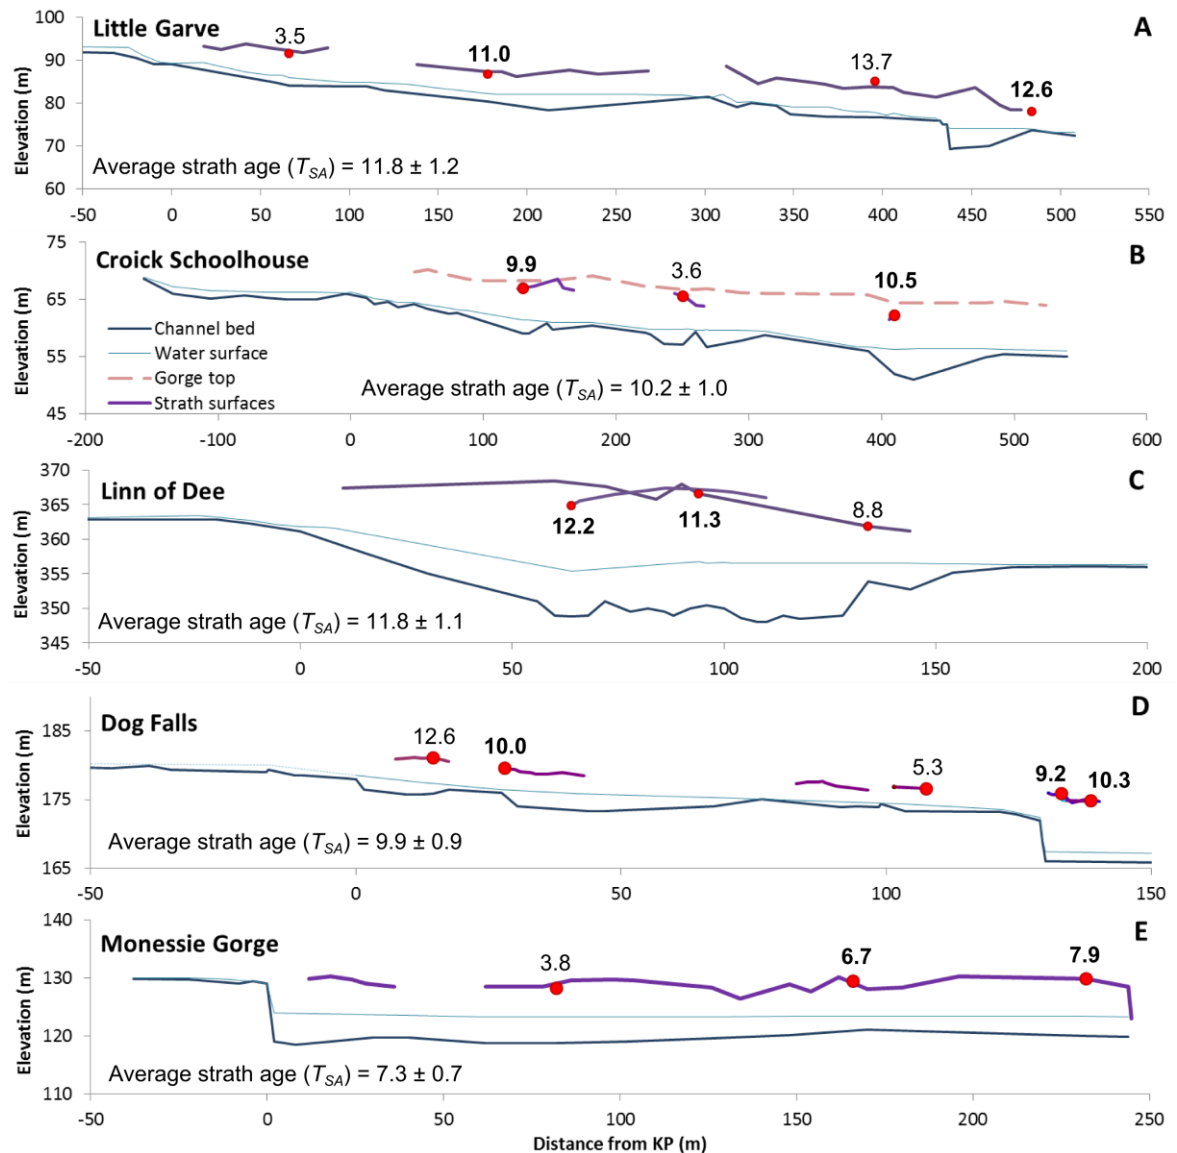 Little Garve
A
Elevation (m)
100
90
80
70
60
3.5
11.0
13.7
12.6
Average strath age (TSA) = 11.8 ± 1.2
-50 0 50 100 150 200 250 300 350 400 450 500 550
Croick Schoolhouse
B
Elevation (m)
75
65
55
45
9.9
3.6
10.5
Channel bed
Water surface
Gorge top
Strath surfaces
Average strath age (TSA) = 10.2 ± 1.0
-200 -100 0 100 200 300 400 500 600
Linn of Dee
C
Elevation (m)
370
365
360
355
350
345
12.2
11.3
8.8
Average strath age (TSA) = 11.8 ± 1.1
-50 0 50 100 150 200
Dog Falls
D
Elevation (m)
185
175
165
12.6
10.0
5.3
9.2
10.3
Average strath age (TSA) = 9.9 ± 0.9
-50 0 50 100 150
Monessie Gorge
E
Elevation (m)
140
130
120
110
3.8
6.7
7.9
Average strath age (TSA) = 7.3 ± 0.7
-50 0 50 100 150 200 250
Distance from KP (m)